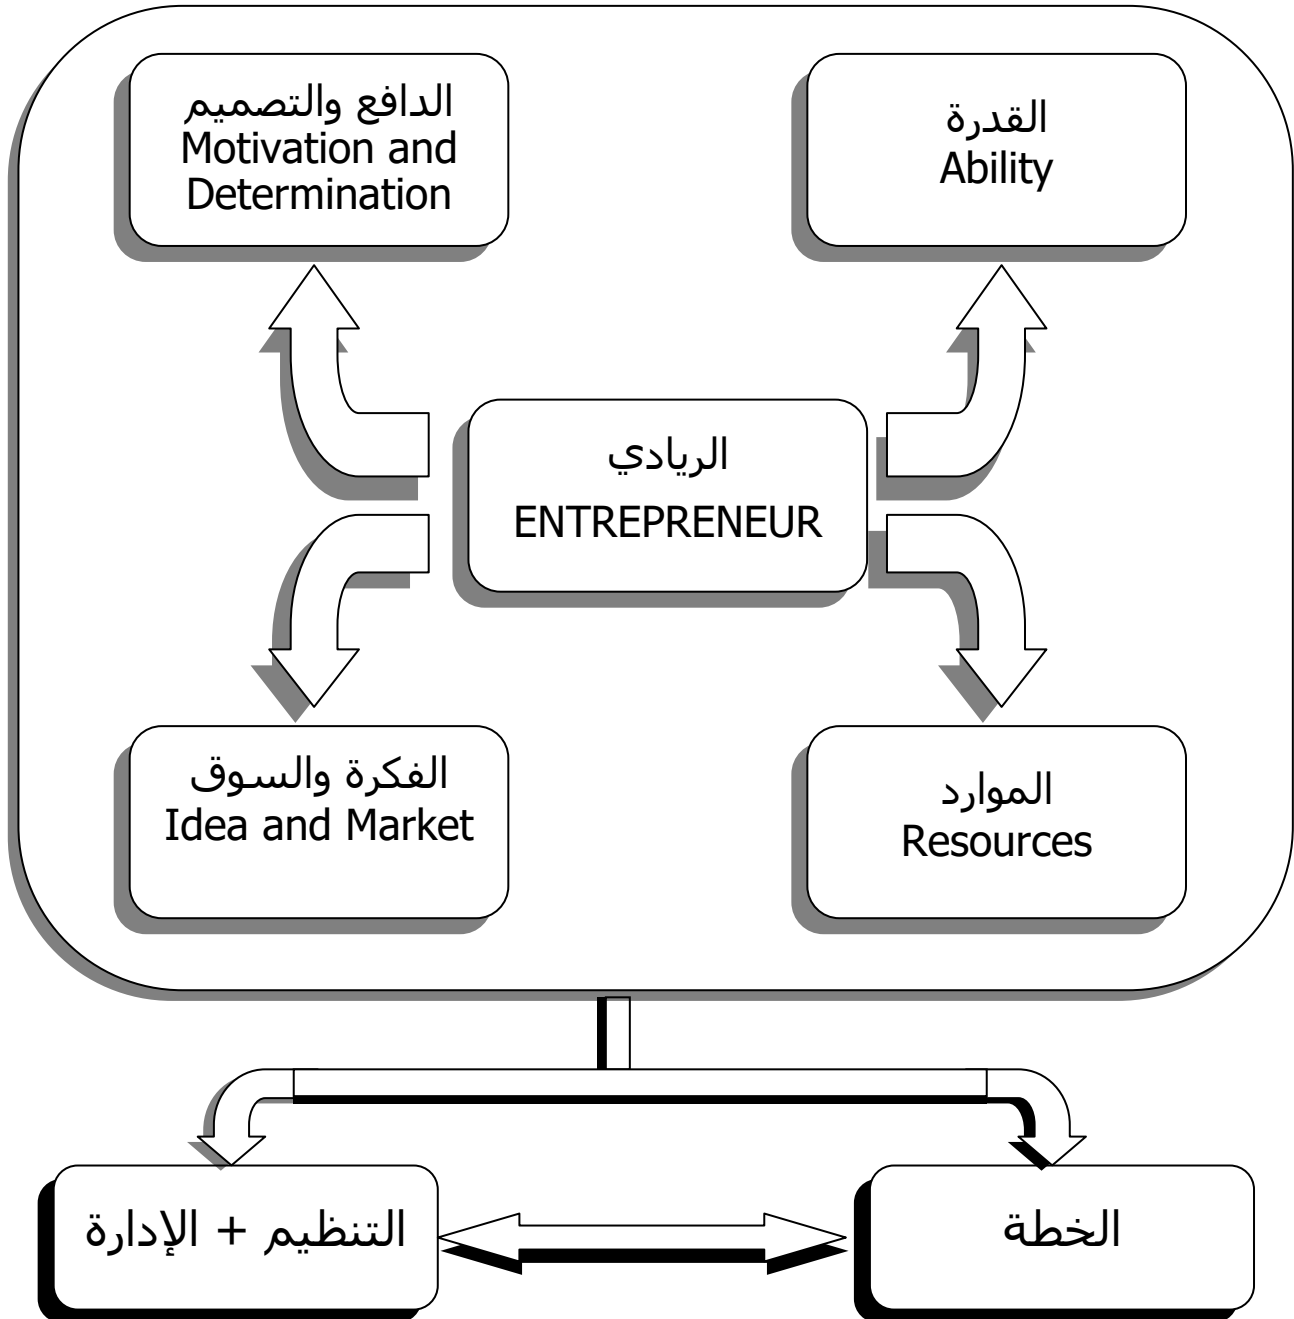 الدافع والتصميم
Motivation and
Determination
القدرة
Ability
الريادي
ENTREPRENEUR
الفكرة والسوق
Idea and Market
الموارد
Resources
التنظيم + الإدارة
الخطة